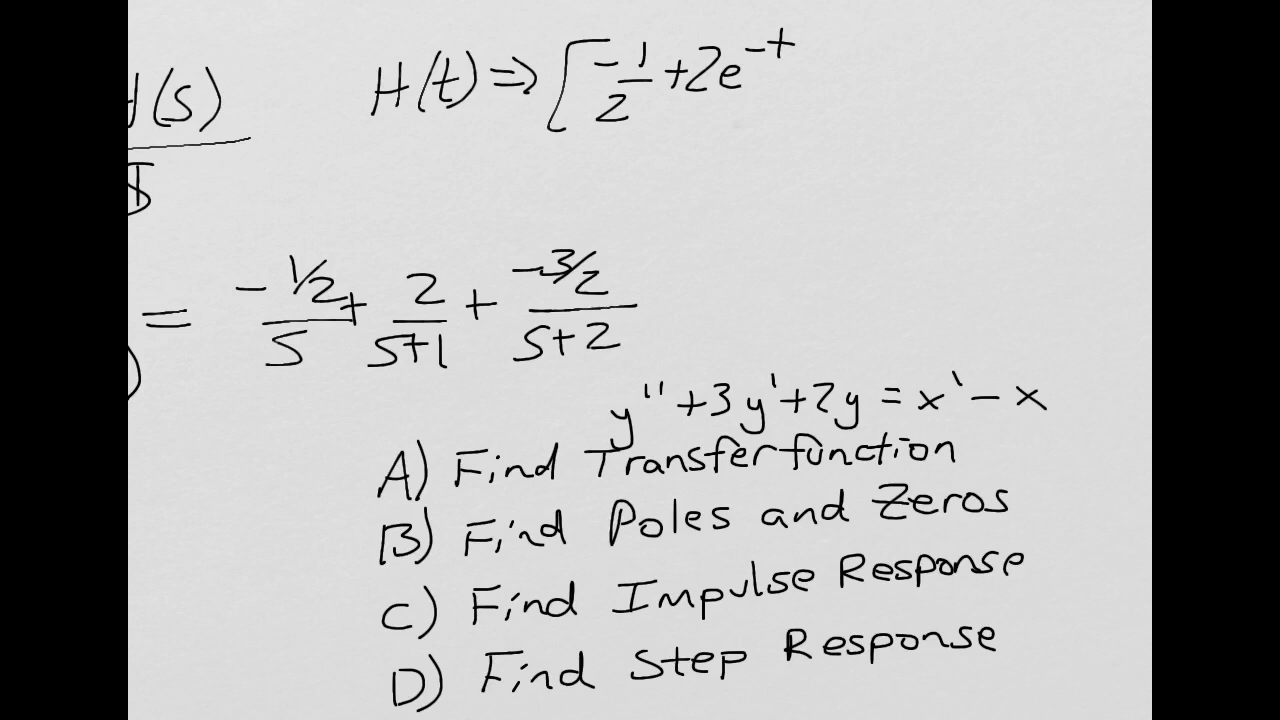 H(t) ⇒ [ -1/2 + 2e^-t
H(s)
s
= -1/2/s + 2/s+1 + -3/2/s+2
)
y'' + 3y' + 2y = x' - x
A) Find Transferfunction
B) Find Poles and Zeros
C) Find Impulse Response
D) Find Step Response